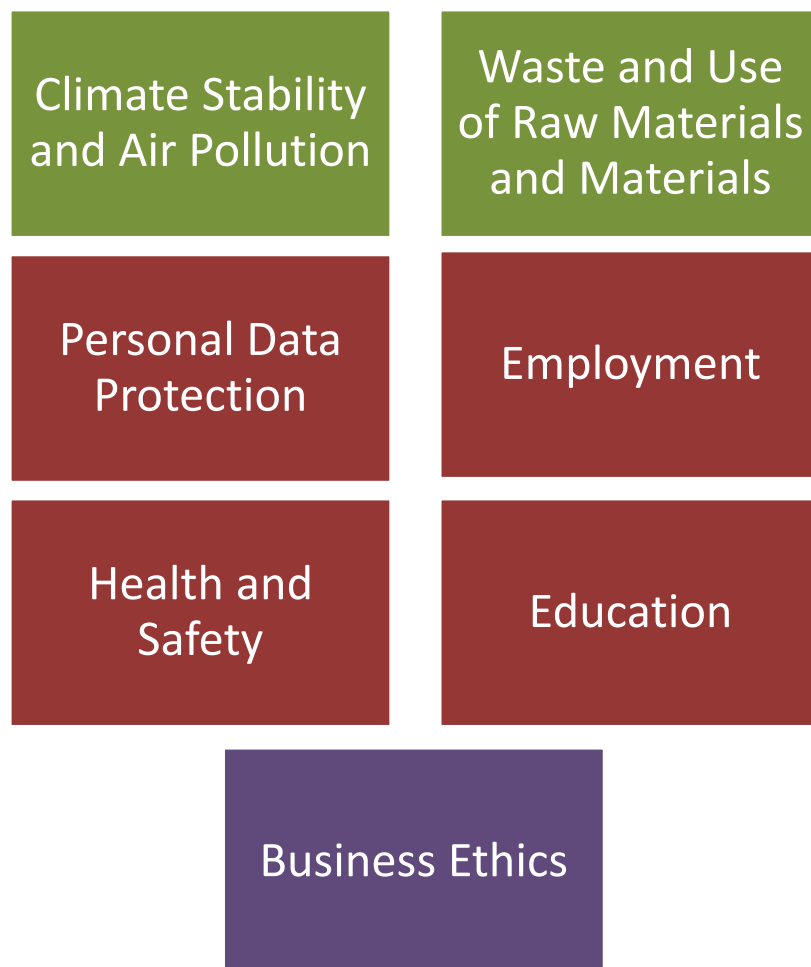 Climate Stability
and Air Pollution
Waste and Use
of Raw Materials
and Materials
Personal Data
Protection
Employment
Health and
Safety
Education
Business Ethics